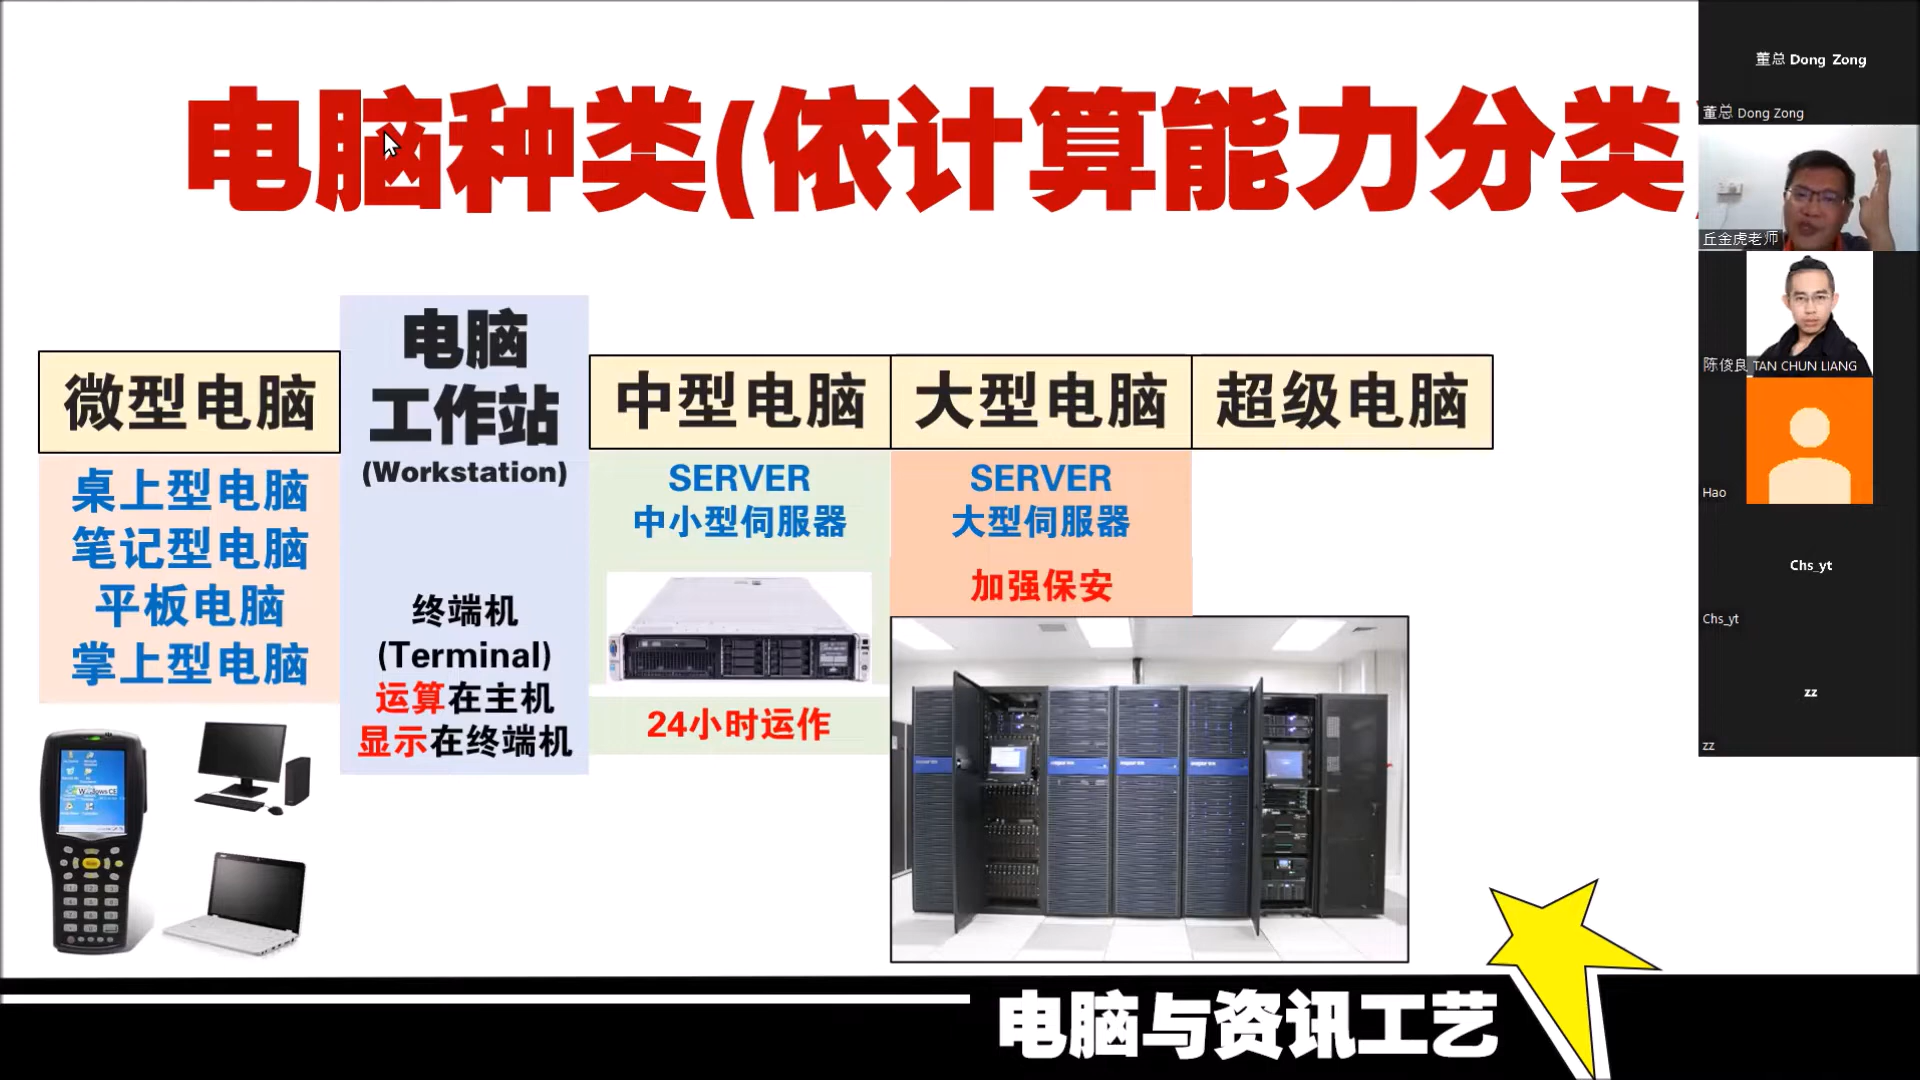 电脑种类(依计算能力分类)
微型电脑
桌上型电脑
笔记型电脑
平板电脑
掌上型电脑
电脑
工作站
(Workstation)
终端机
(Terminal)
运算在主机
显示在终端机
中型电脑
SERVER
中小型伺服器
24小时运作
大型电脑
SERVER
大型伺服器
加强保安
超级电脑
电脑与资讯工艺
董总 Dong Zong
董总 Dong Zong
丘金虎老师
陈俊良 TAN CHUN LIANG
Hao
Chs_yt
Chs_yt
zz
zz